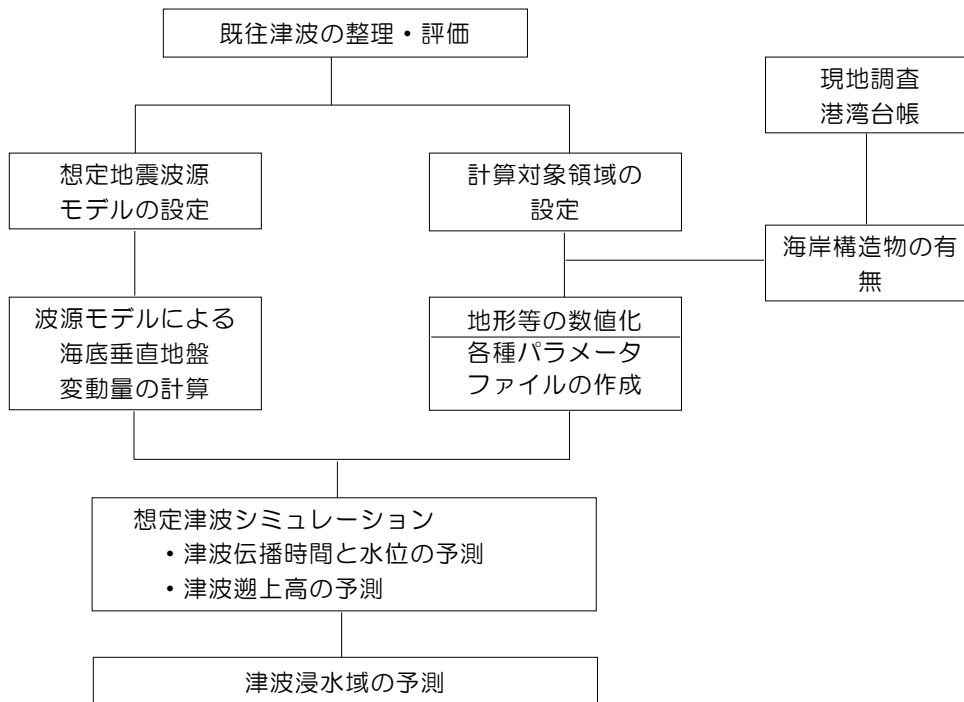 既往津波の整理・評価
現地調査
港湾台帳
想定地震波源
モデルの設定
計算対象領域の
設定
海岸構造物の有
無
波源モデルによる
海底垂直地盤
変動量の計算
地形等の数値化
各種パラメータ
ファイルの作成
想定津波シミュレーション
・津波伝播時間と水位の予測
・津波遡上高の予測
津波浸水域の予測